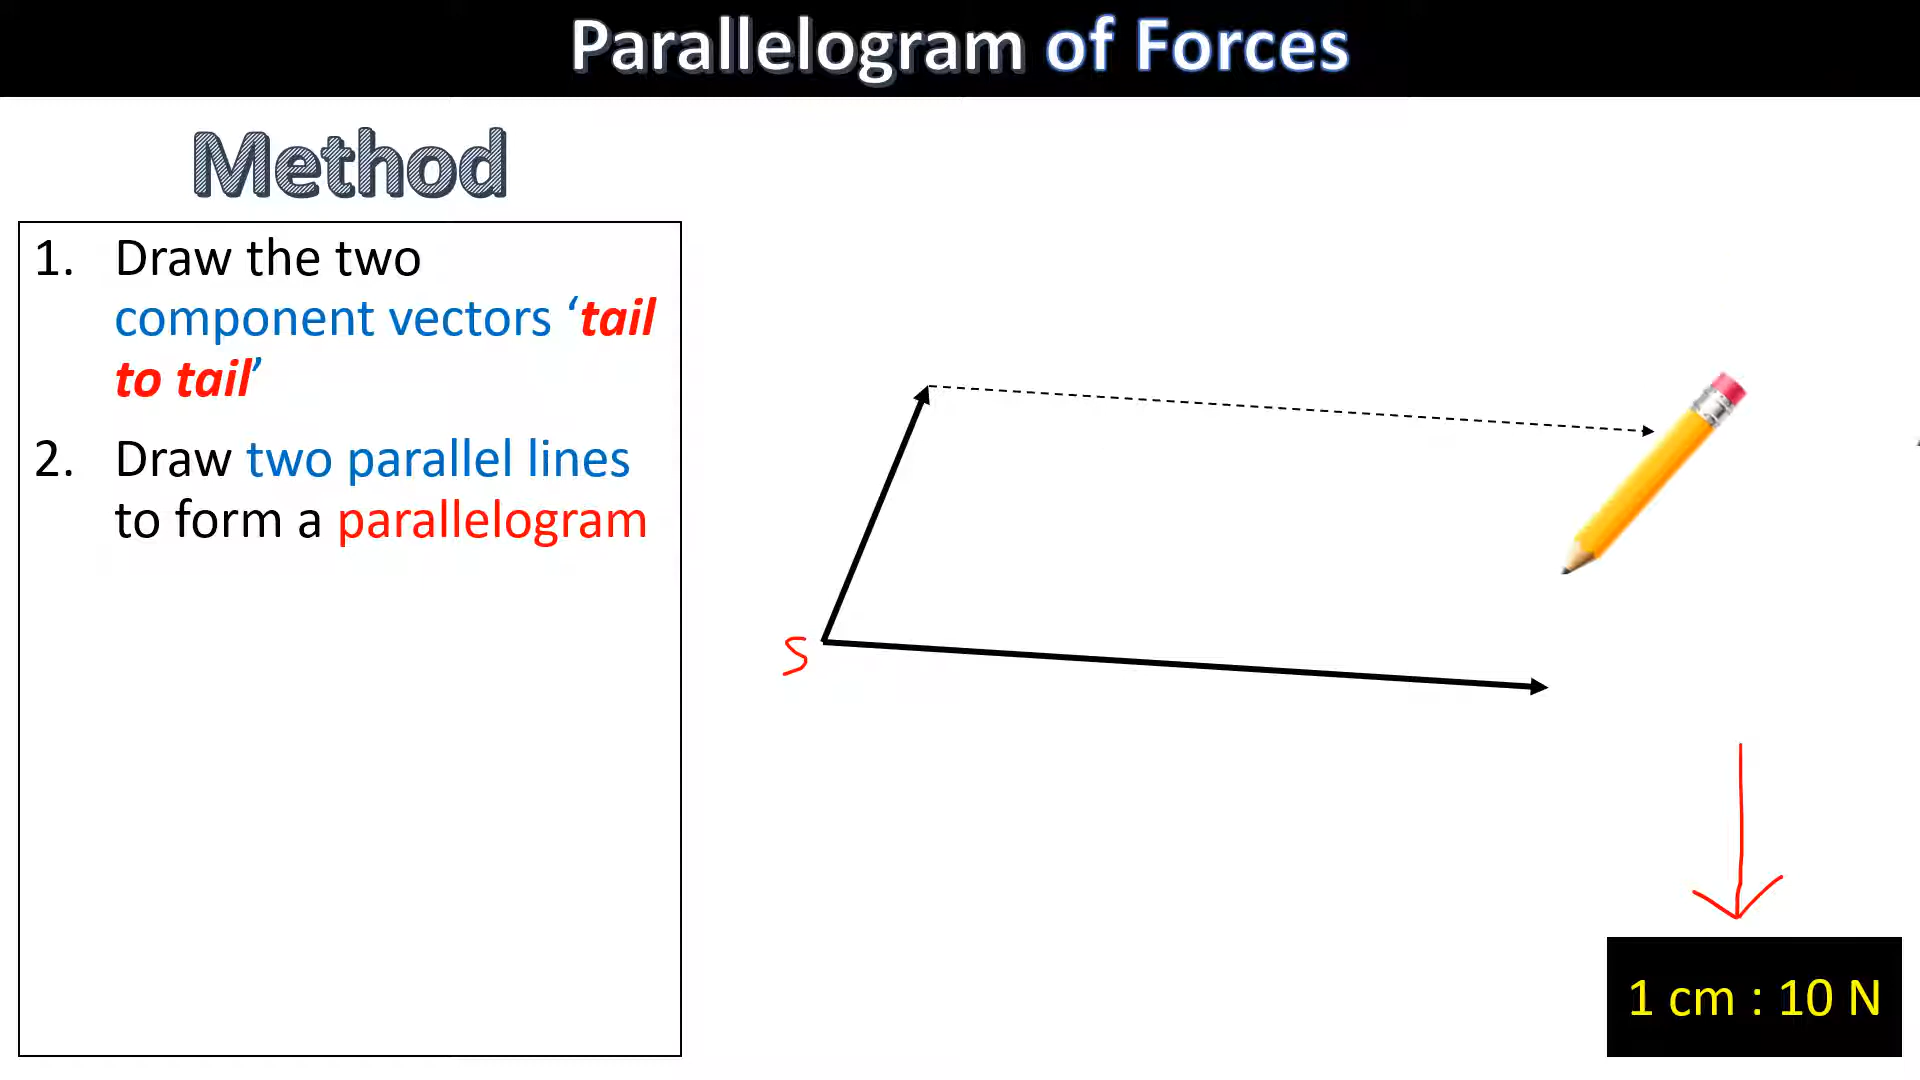 Parallelogram of Forces
Method
1. Draw the two
component vectors ‘tail
to tail’
2. Draw two parallel lines
to form a parallelogram
S
1 cm : 10 N